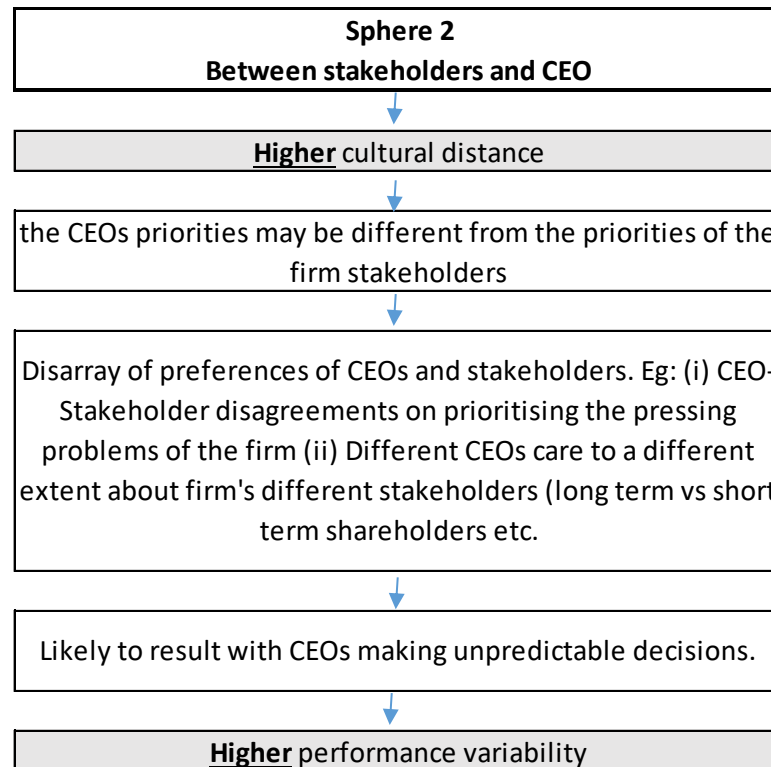 Sphere 2
Between stakeholders and CEO
Higher cultural distance
the CEOs priorities may be different from the priorities of the
firm stakeholders
Disarray of preferences of CEOs and stakeholders. Eg: (i) CEO-
Stakeholder disagreements on prioritising the pressing
problems of the firm (ii) Different CEOs care to a different
extent about firm's different stakeholders (long term vs short
term shareholders etc.
Likely to result with CEOs making unpredictable decisions.
Higher performance variability